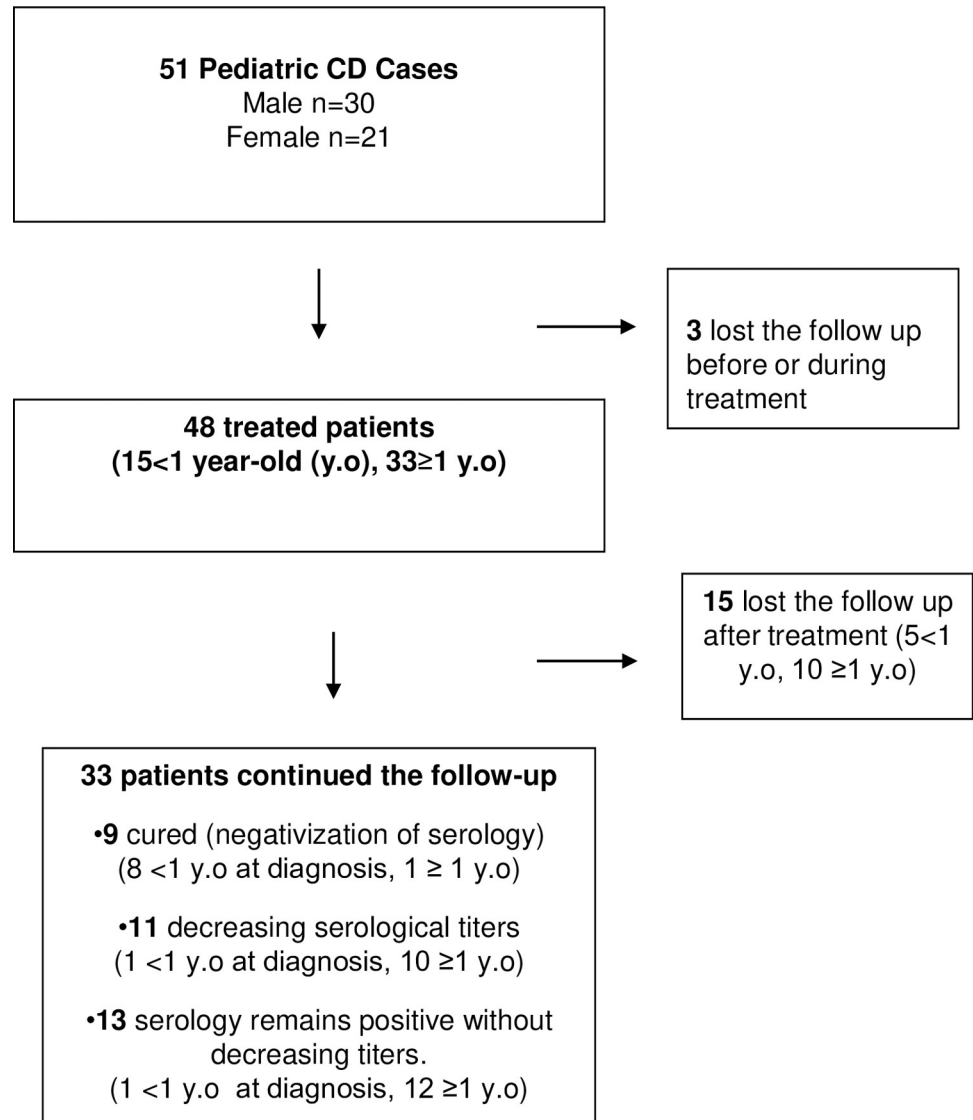 51 Pediatric CD Cases
Male n=30
Female n=21
3 lost the follow up
before or during
treatment
48 treated patients
(15<1 year-old (y.o), 33≥1 y.o)
15 lost the follow up
after treatment (5<1
y.o, 10 ≥1 y.o)
33 patients continued the follow-up
•9 cured (negativization of serology)
(8 <1 y.o at diagnosis, 1 ≥ 1 y.o)
•11 decreasing serological titers
(1 <1 y.o at diagnosis, 10 ≥1 y.o)
•13 serology remains positive without
decreasing titers.
(1 <1 y.o at diagnosis, 12 ≥1 y.o)